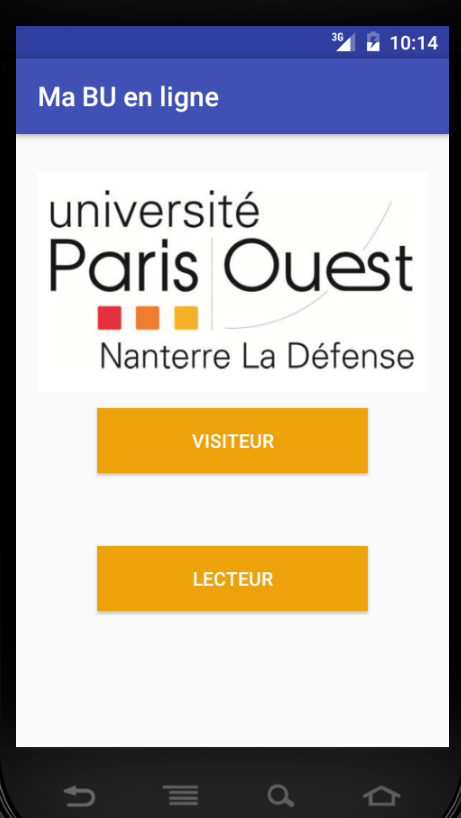 3G 10:14
Ma BU en ligne
université
Paris Ouest
Nanterre La Défense
VISITEUR
LECTEUR